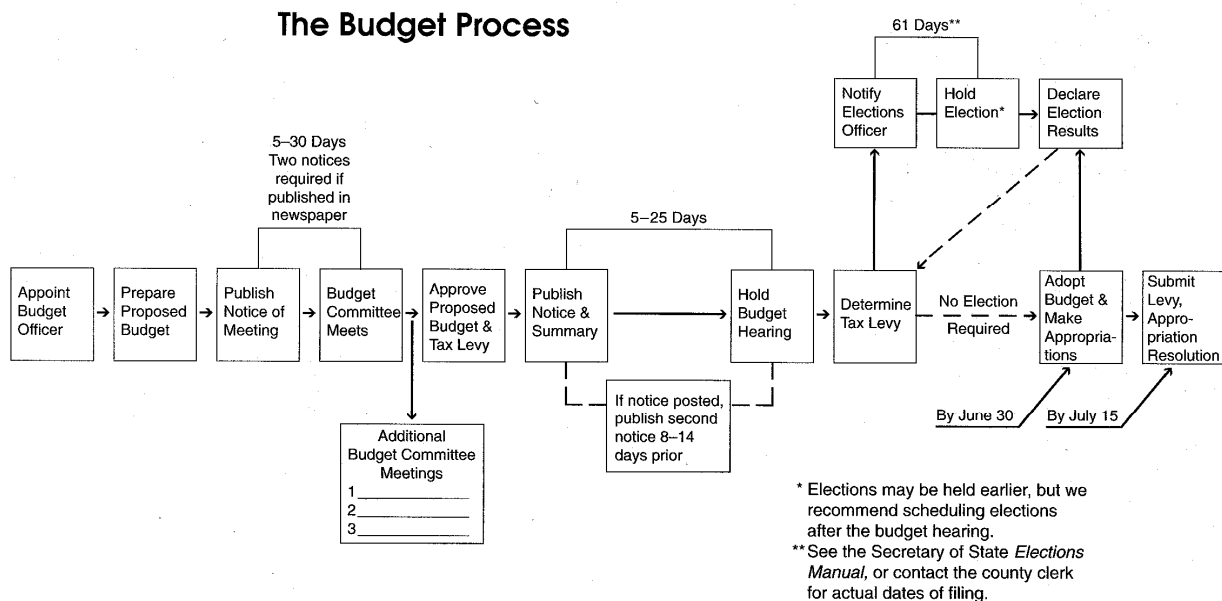 The Budget Process
61 Days**
Notify
Elections
Officer
Hold
Election*
Declare
Election
Results
5–30 Days
Two notices
required if
published in
newspaper
5–25 Days
Appoint
Budget
Officer
Prepare
Proposed
Budget
Publish
Notice of
Meeting
Budget
Committee
Meets
Approve
Proposed
Budget &
Tax Levy
Publish
Notice &
Summary
Hold
Budget
Hearing
Determine
Tax Levy
No Election
Required
Adopt
Budget &
Make
Appropria-
tions
Submit
Levy,
Appro-
priation
Resolution
If notice posted,
publish second
notice 8–14
days prior
By June 30
By July 15
Additional
Budget Committee
Meetings
1
2
3
* Elections may be held earlier, but we
recommend scheduling elections
after the budget hearing.
** See the Secretary of State Elections
Manual, or contact the county clerk
for actual dates of filing.